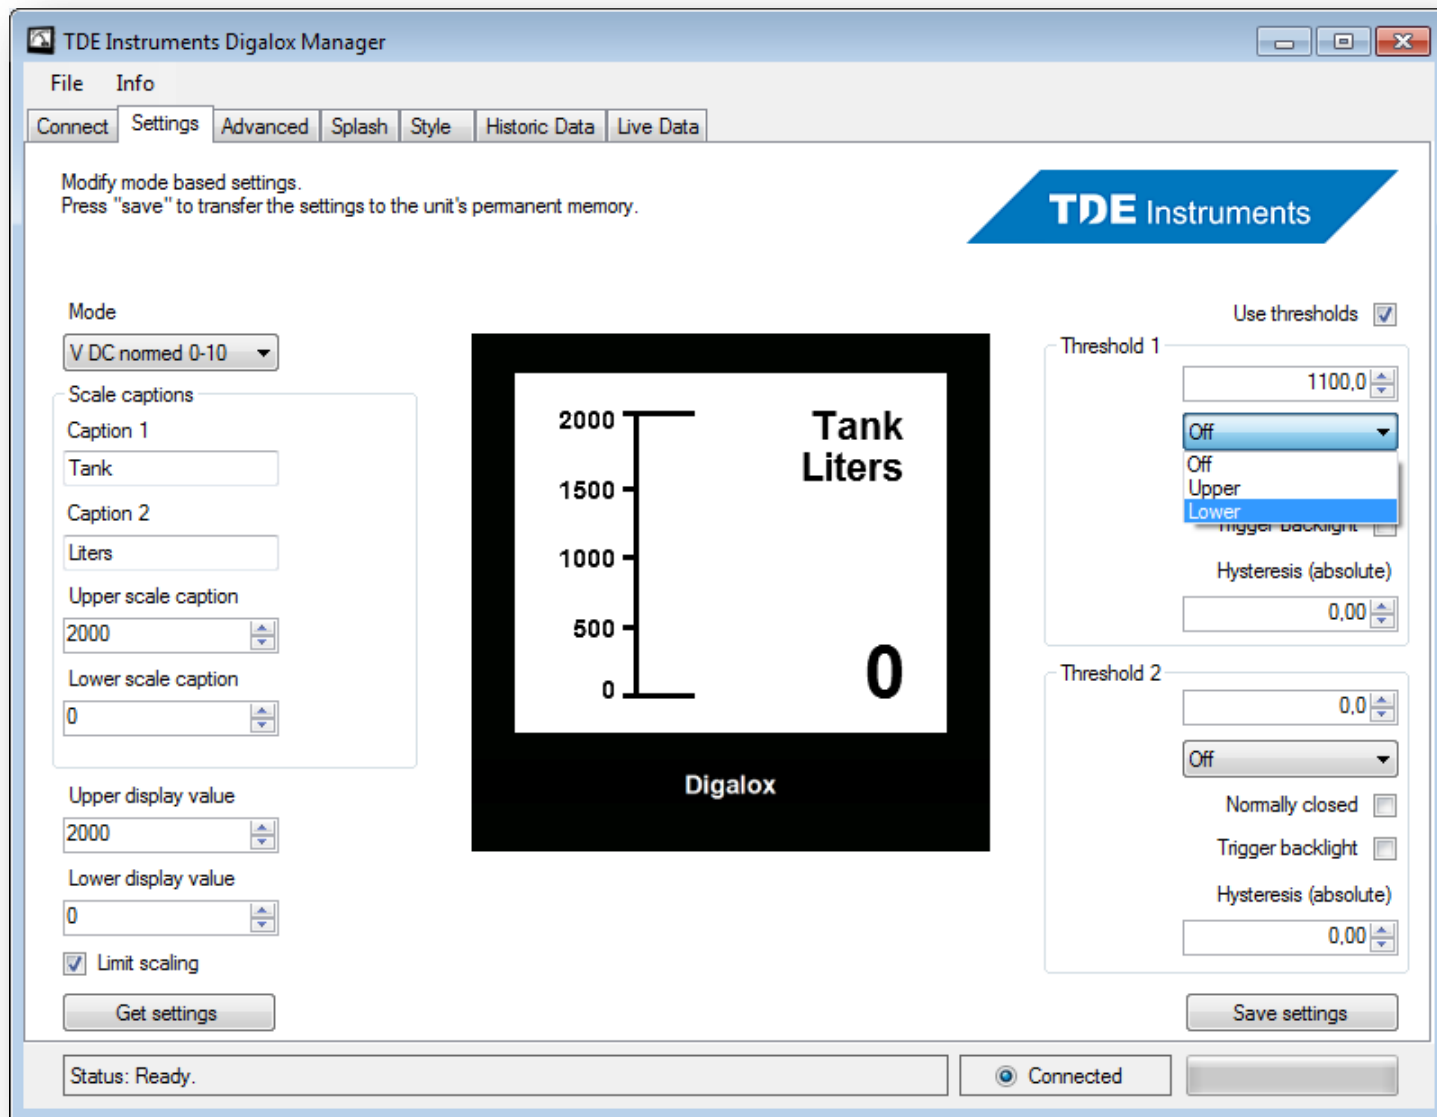 TDE Instruments Digalox Manager
File Info
Connect Settings Advanced Splash Style Historic Data Live Data
Modify mode based settings.
Press "save" to transfer the settings to the unit's permanent memory.
TDE Instruments
Mode
V DC normed 0-10
Scale captions
Caption 1
Tank
Caption 2
Liters
Upper scale caption
2000
Lower scale caption
0
Upper display value
2000
Lower display value
0
Limit scaling
Get settings
2000
1500
1000
500
0
Tank
Liters
0
Digalox
Use thresholds
Threshold 1
1100,0
Off
Off
Upper
Lower
Trigger backlight
Hysteresis (absolute)
0,00
Threshold 2
0,0
Off
Normally closed
Trigger backlight
Hysteresis (absolute)
0,00
Save settings
Status: Ready.
Connected